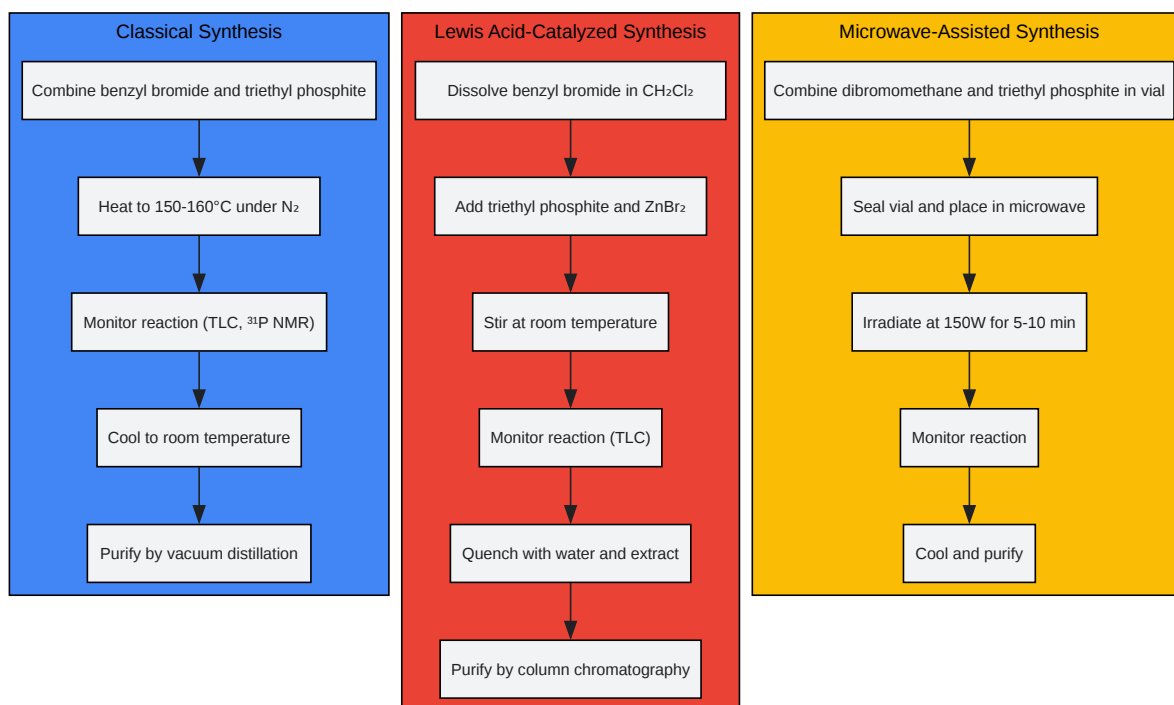 Classical Synthesis
Combine benzyl bromide and triethyl phosphite
Heat to 150-160°C under N₂
Monitor reaction (TLC, ³¹P NMR)
Cool to room temperature
Purify by vacuum distillation
Lewis Acid-Catalyzed Synthesis
Dissolve benzyl bromide in CH₂Cl₂
Add triethyl phosphite and ZnBr₂
Stir at room temperature
Monitor reaction (TLC)
Quench with water and extract
Purify by column chromatography
Microwave-Assisted Synthesis
Combine dibromomethane and triethyl phosphite in vial
Seal vial and place in microwave
Irradiate at 150W for 5-10 min
Monitor reaction
Cool and purify